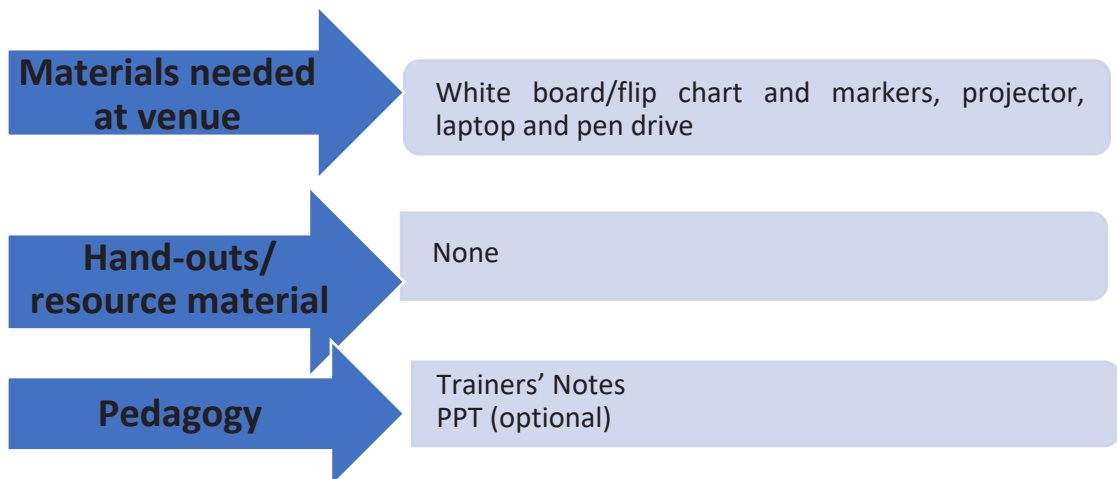 Materials needed
at venue
White board/flip chart and markers, projector,
laptop and pen drive
Hand-outs/
resource material
None
Pedagogy
Trainers’ Notes
PPT (optional)